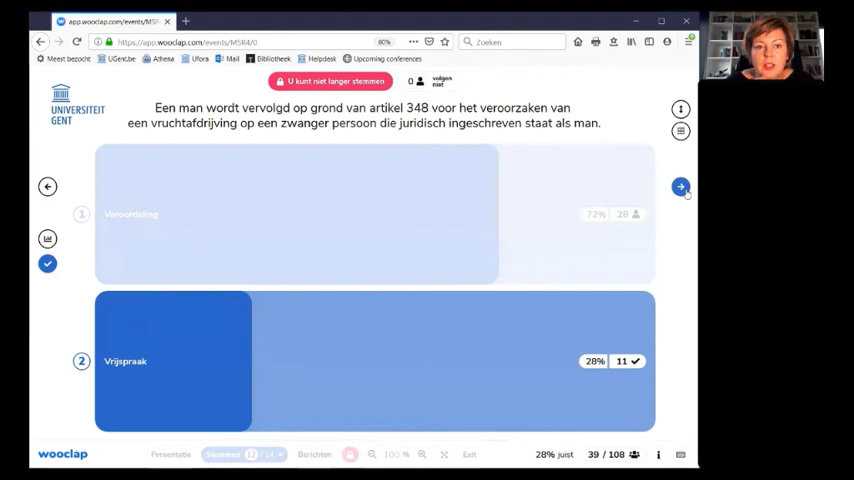 app.wooclap.com/events/MSR
https://app.wooclap.com/events/MSR4/0
80%
Zoeken
Meest bezocht UGent.be Athena Ufora Mail Bibliotheek Helpdesk Upcoming conferences
U kunt niet langer stemmen
0 volgen niet
UNIVERSITEIT GENT
Een man wordt vervolgd op grond van artikel 348 voor het veroorzaken van
een vruchtafdrijving op een zwanger persoon die juridisch ingeschreven staat als man.
1 Veroordeling 72% 28
2 Vrijspraak 28% 11
wooclap Presentatie Stemmen 12 / 14 Berichten 100 % Exit 28% juist 39 / 108